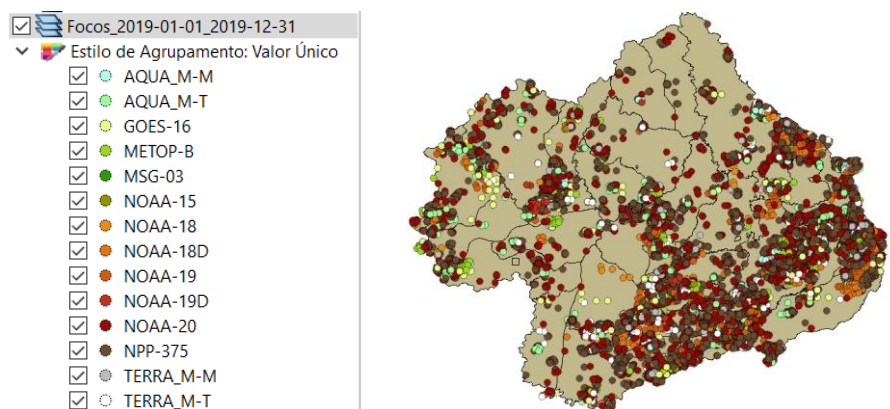 Focos_2019-01-01_2019-12-31
Estilo de Agrupamento: Valor Único
AQUA_M-M
AQUA_M-T
GOES-16
METOP-B
MSG-03
NOAA-15
NOAA-18
NOAA-18D
NOAA-19
NOAA-19D
NOAA-20
NPP-375
TERRA_M-M
TERRA_M-T